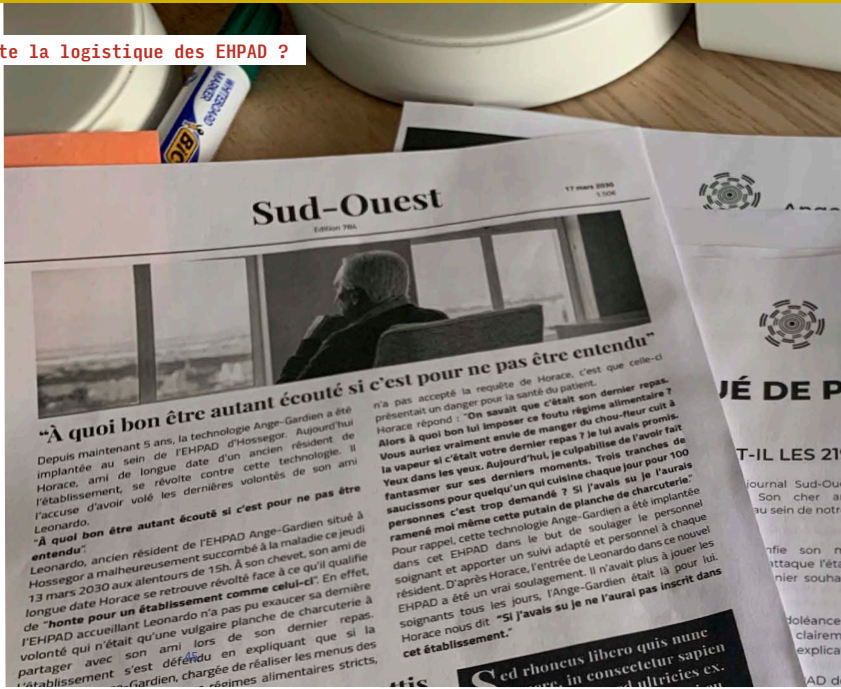 te la logistique des EHPAD ?
WHITEBOARD
MARKER
BIC
Sud-Ouest
17 mars 2030
1.50€
Edition 784
“À quoi bon être autant écouté si c’est pour ne pas être entendu”
Depuis maintenant 5 ans, la technologie Ange-Gardien a été
implantée au sein de l’EHPAD d’Hossegor. Aujourd’hui
Horace, ami de longue date d’un ancien résident de
l’établissement, se révolte contre cette technologie. Il
l’accuse d’avoir volé les dernières volontés de son ami
Leonardo.
“À quoi bon être autant écouté si c’est pour ne pas être
entendu”.
Leonardo, ancien résident de l’EHPAD Ange-Gardien situé à
Hossegor a malheureusement succombé à la maladie ce jeudi
13 mars 2030 aux alentours de 15h. À son chevet, son ami de
longue date Horace se retrouve révolté face à ce qu’il qualifie
de “honte pour un établissement comme celui-ci”. En effet,
l’EHPAD accueillant Leonardo n’a pas pu exaucer sa dernière
volonté qui n’était qu’une vulgaire planche de charcuterie à
partager avec son ami lors de son dernier repas.
L’établissement s’est défendu en expliquant que si la
-Gardien, chargée de réaliser les menus des
régimes alimentaires stricts,
n’a pas accepté la requête de Horace, c’est que celle-ci
présentait un danger pour la santé du patient.
Horace répond : “On savait que c’était son dernier repas.
Alors à quoi bon lui imposer ce foutu régime alimentaire ?
Vous auriez vraiment envie de manger du chou-fleur cuit à
la vapeur si c’était votre dernier repas ? Je lui avais promis.
Yeux dans les yeux. Aujourd’hui, je culpabilise de l’avoir fait
fantasmer sur ses derniers moments. Trois tranches de
saucissons pour quelqu’un qui cuisine chaque jour pour 100
personnes c’est trop demandé ? Si j’avais su je l’aurais
ramené moi même cette putain de planche de charcuterie.”
Pour rappel, cette technologie Ange-Gardien a été implantée
dans cet EHPAD dans le but de soulager le personnel
soignant et apporter un suivi adapté et personnel à chaque
résident. D’après Horace, l’entrée de Leonardo dans ce nouvel
EHPAD a été un vrai soulagement. Il n’avait plus à jouer les
soignants tous les jours, l’Ange-Gardien était là pour lui.
Horace nous dit “Si j’avais su je ne l’aurai pas inscrit dans
cet établissement.”
Sed rhoncus libero quis nunc
in consectetur sapien
ultricies ex.
UÉ DE P
T-IL LES 21
journal Sud-Ou
Son cher a
au sein de notr
nfie son n
attaque l’éta
nier souha
doléance
clairem
explica
AD d
45